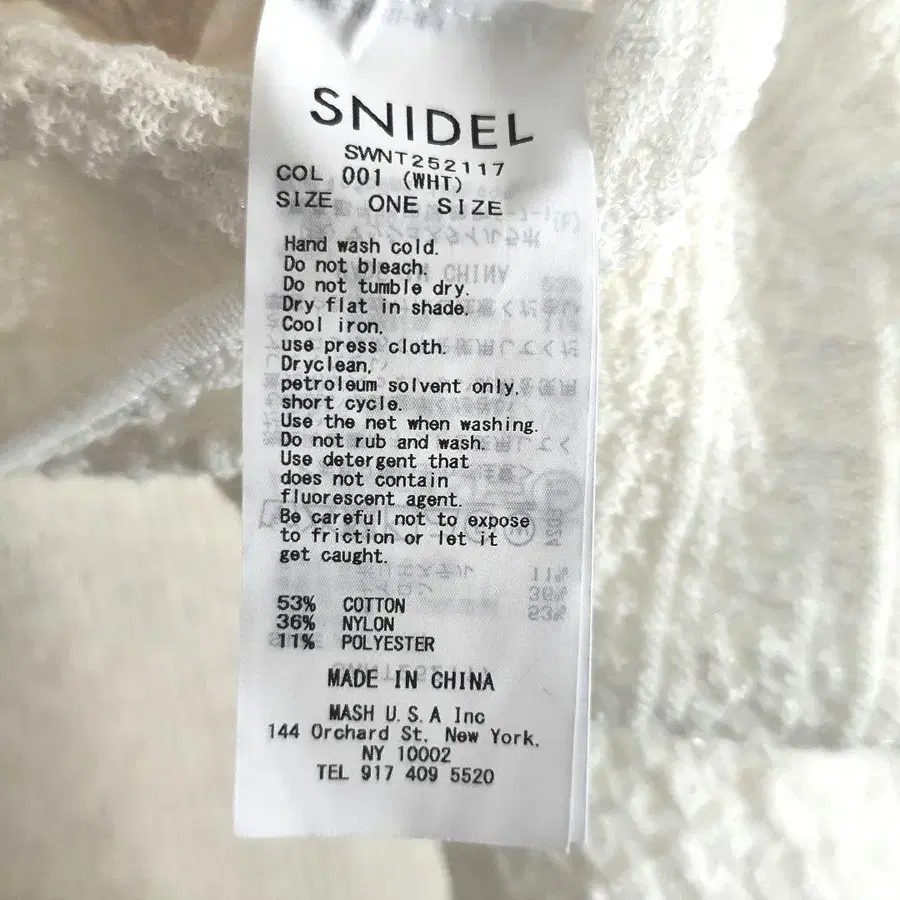 SNIDEL
SWNT252117
COL 001 (WHT)
SIZE ONE SIZE
Hand wash cold.
Do not bleach.
Do not tumble dry.
Dry flat in shade.
Cool iron.
use press cloth.
Dryclean,
petroleum solvent only.
short cycle.
Use the net when washing.
Do not rub and wash.
Use detergent that
does not contain
fluorescent agent.
Be careful not to expose
to friction or let it
get caught.
53% COTTON
36% NYLON
11% POLYESTER
MADE IN CHINA
MASH U.S.A Inc
144 Orchard St. New York.
NY 10002
TEL 917 409 5520